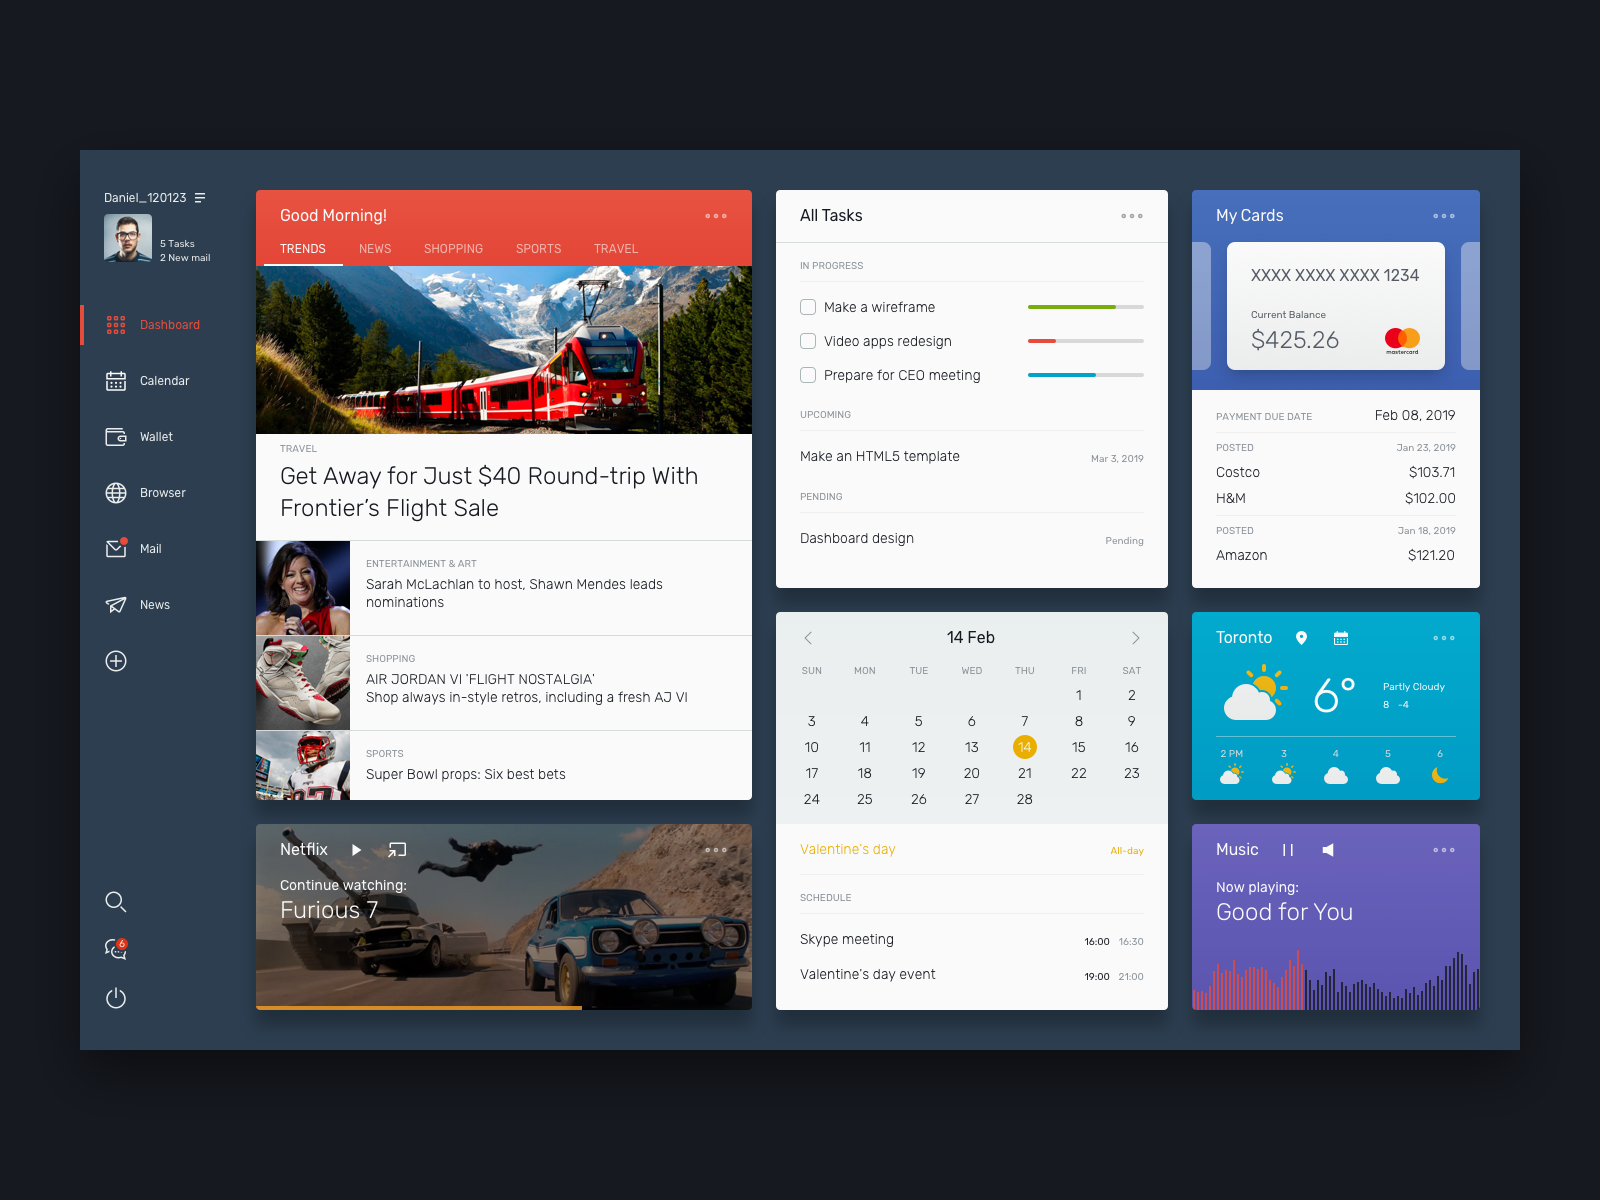 Daniel_120123
5 Tasks
2 New mail
Dashboard
Calendar
Wallet
Browser
Mail
News
6
Good Morning!
TRENDS NEWS SHOPPING SPORTS TRAVEL
TRAVEL
Get Away for Just $40 Round-trip With
Frontier’s Flight Sale
ENTERTAINMENT & ART
Sarah McLachlan to host, Shawn Mendes leads
nominations
SHOPPING
AIR JORDAN VI 'FLIGHT NOSTALGIA'
Shop always in-style retros, including a fresh AJ VI
SPORTS
Super Bowl props: Six best bets
Netflix
Continue watching:
Furious 7
All Tasks
IN PROGRESS
Make a wireframe
Video apps redesign
Prepare for CEO meeting
UPCOMING
Make an HTML5 template Mar 3, 2019
PENDING
Dashboard design Pending
14 Feb
SUN MON TUE WED THU FRI SAT
1 2
3 4 5 6 7 8 9
10 11 12 13 14 15 16
17 18 19 20 21 22 23
24 25 26 27 28
Valentine's day All-day
SCHEDULE
Skype meeting 16:00 16:30
Valentine's day event 19:00 21:00
My Cards
XXXX XXXX XXXX 1234
Current Balance
$425.26
mastercard
PAYMENT DUE DATE Feb 08, 2019
POSTED Jan 23, 2019
Costco $103.71
H&M $102.00
POSTED Jan 18, 2019
Amazon $121.20
Toronto
6°
Partly Cloudy
8 -4
2 PM 3 4 5 6
Music
Now playing:
Good for You